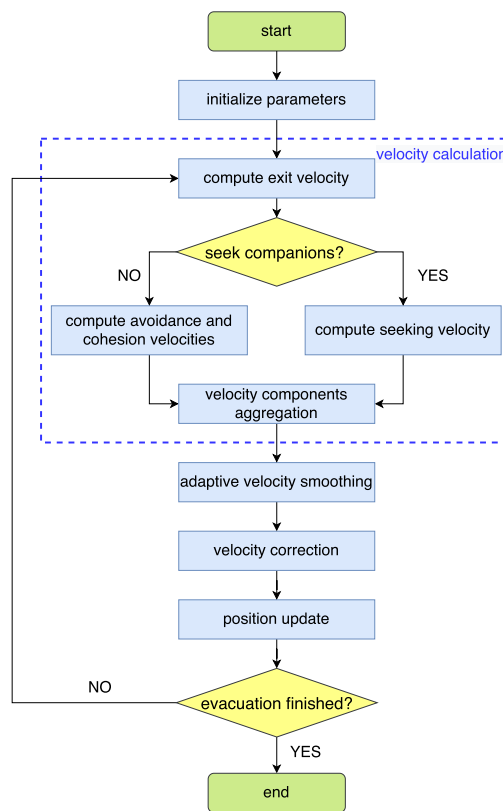 start
initialize parameters
velocity calculation
compute exit velocity
seek companions?
NO
YES
compute avoidance and
cohesion velocities
compute seeking velocity
velocity components
aggregation
adaptive velocity smoothing
velocity correction
position update
NO
evacuation finished?
YES
end